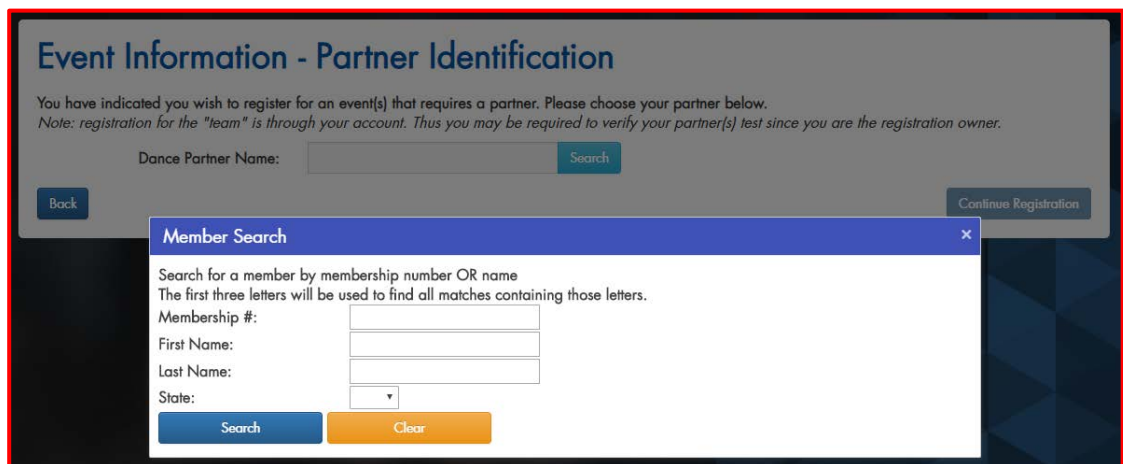 Event Information - Partner Identification
You have indicated you wish to register for an event(s) that requires a partner. Please choose your partner below.
Note: registration for the "team" is through your account. Thus you may be required to verify your partner(s) test since you are the registration owner.
Dance Partner Name:
Search
Back
Continue Registration
Member Search
×
Search for a member by membership number OR name
The first three letters will be used to find all matches containing those letters.
Membership #:
First Name:
Last Name:
State:
Search
Clear